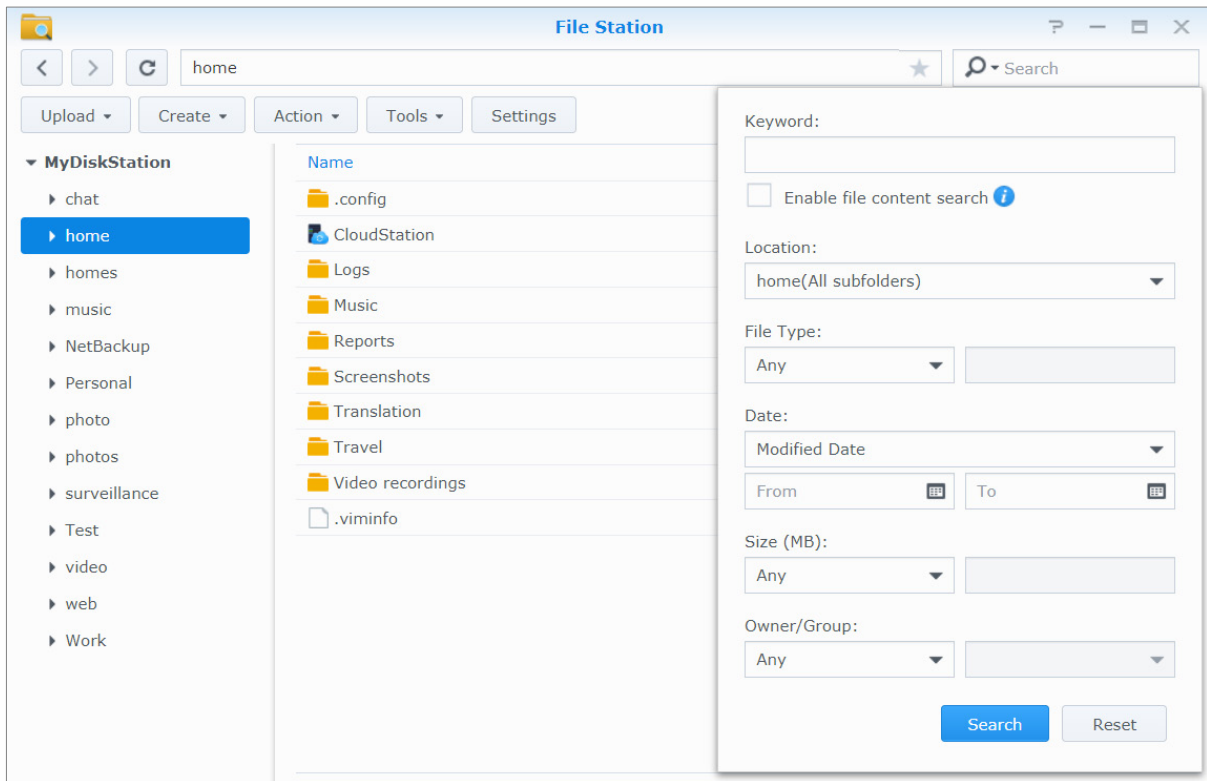 File Station
home
Search
Upload
Create
Action
Tools
Settings
MyDiskStation
chat
home
homes
music
NetBackup
Personal
photo
photos
surveillance
Test
video
web
Work
Name
.config
CloudStation
Logs
Music
Reports
Screenshots
Translation
Travel
Video recordings
.viminfo
Keyword:
Enable file content search
Location:
home(All subfolders)
File Type:
Any
Date:
Modified Date
From To
Size (MB):
Any
Owner/Group:
Any
Search Reset